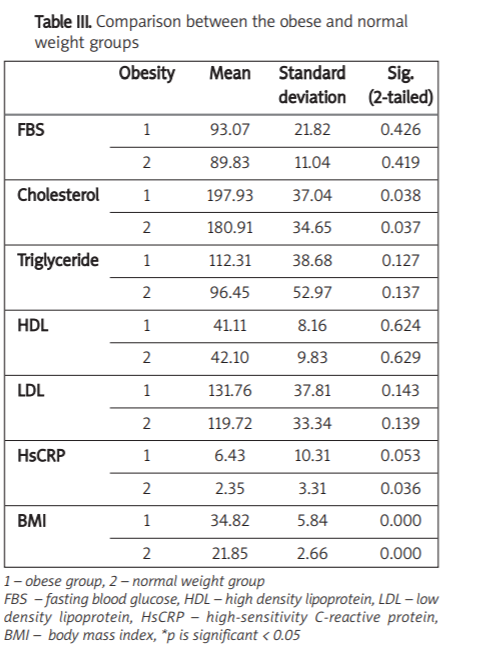 Table III. Comparison between the obese and normal
weight groups
Obesity Mean Standard deviation Sig. (2-tailed)
FBS 1 93.07 21.82 0.426
2 89.83 11.04 0.419
Cholesterol 1 197.93 37.04 0.038
2 180.91 34.65 0.037
Triglyceride 1 112.31 38.68 0.127
2 96.45 52.97 0.137
HDL 1 41.11 8.16 0.624
2 42.10 9.83 0.629
LDL 1 131.76 37.81 0.143
2 119.72 33.34 0.139
HsCRP 1 6.43 10.31 0.053
2 2.35 3.31 0.036
BMI 1 34.82 5.84 0.000
2 21.85 2.66 0.000
1 – obese group, 2 – normal weight group
FBS – fasting blood glucose, HDL – high density lipoprotein, LDL – low
density lipoprotein, HsCRP – high-sensitivity C-reactive protein,
BMI – body mass index, *p is significant < 0.05